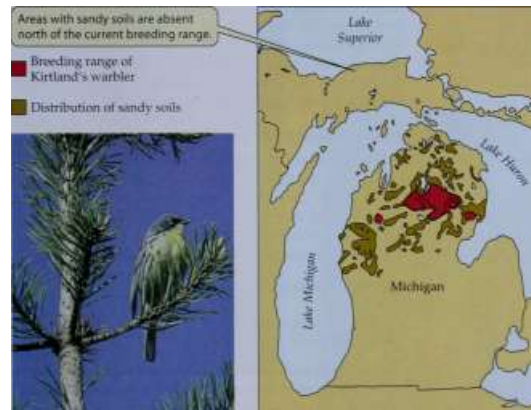 Areas with sandy soils are absent
north of the current breeding range.
Breeding range of
Kirtland's warbler
Distribution of sandy soils
Lake
Superior
Lake Huron
Lake Michigan
Michigan